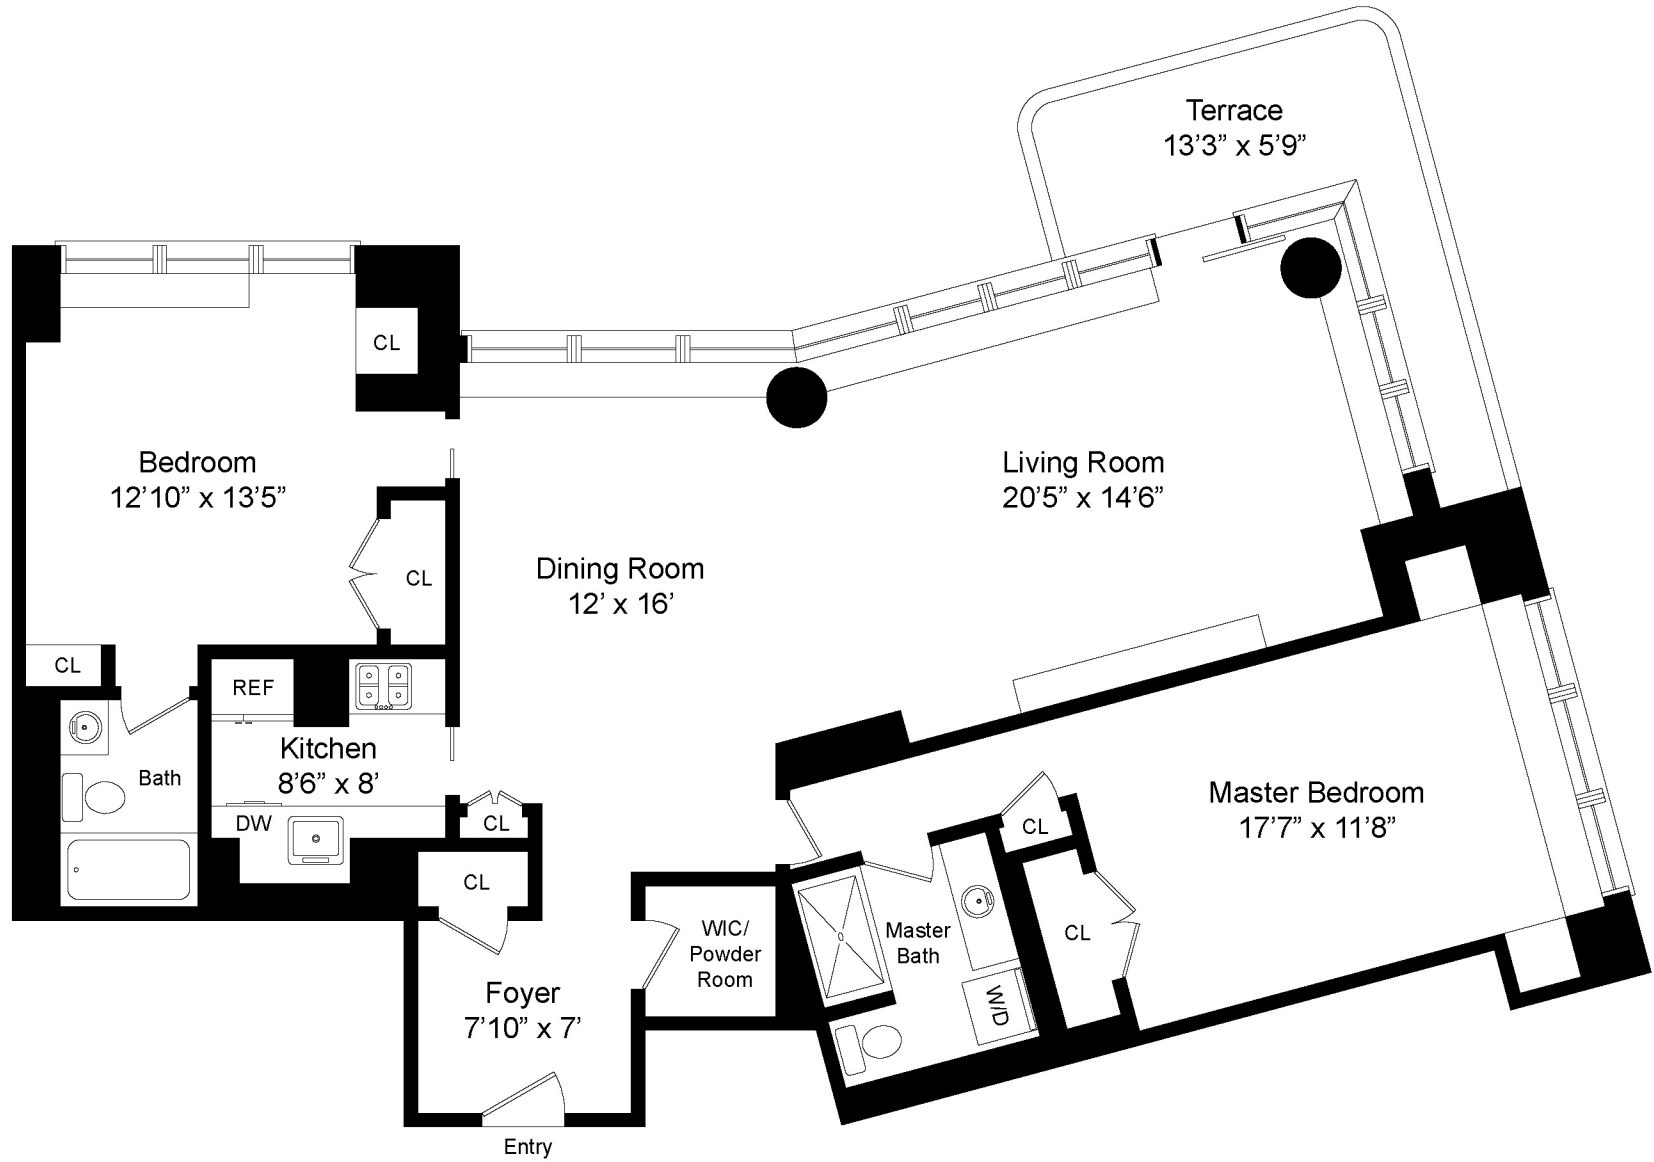 Terrace
13’3” x 5’9”
CL
Bedroom
12’10” x 13’5”
Living Room
20’5” x 14’6”
CL
Dining Room
12’ x 16’
CL
REF
Kitchen
8’6” x 8’
Bath
DW
CL
CL
Master Bedroom
17’7” x 11’8”
CL
CL
WIC/
Powder
Room
Master
Bath
W/D
Foyer
7’10” x 7’
Entry